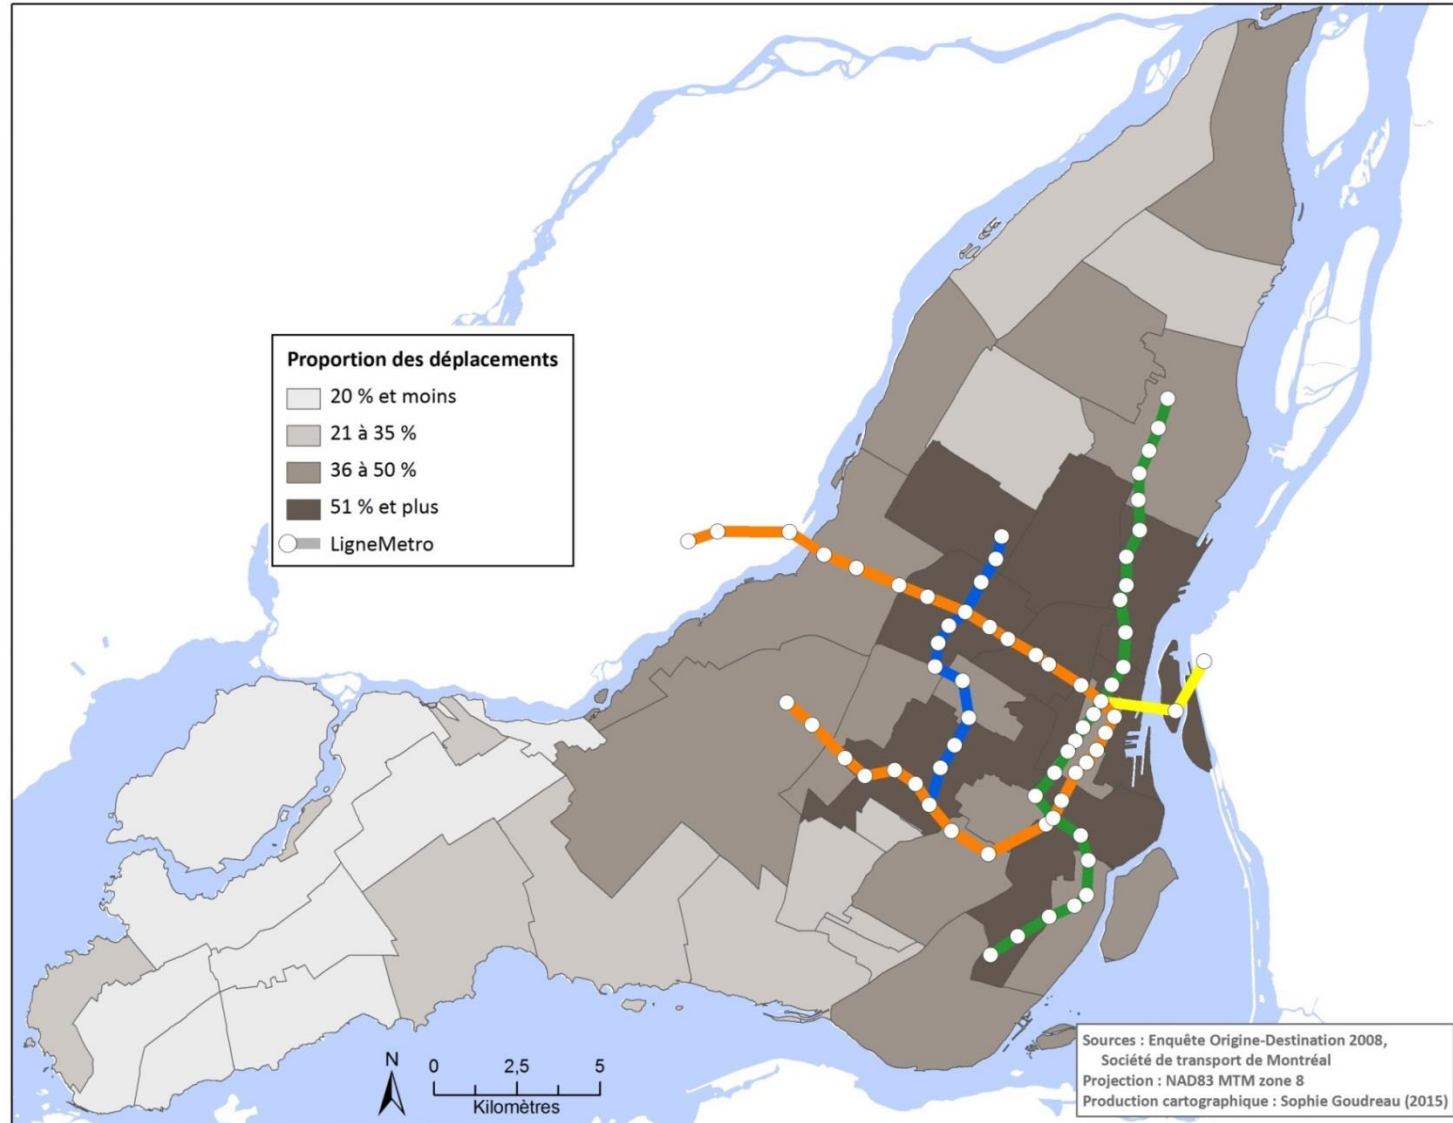 Proportion des déplacements
20 % et moins
21 à 35 %
36 à 50 %
51 % et plus
LigneMetro
N
0 2,5 5
Kilomètres
Sources : Enquête Origine-Destination 2008,
Société de transport de Montréal
Projection : NAD83 MTM zone 8
Production cartographique : Sophie Goudreau (2015)